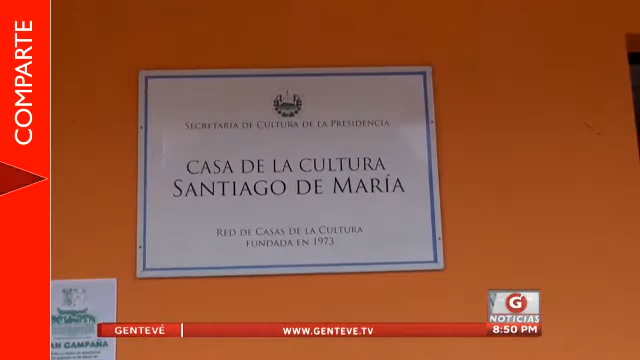 COMPARTE
SECRETARÍA DE CULTURA DE LA PRESIDENCIA
CASA DE LA CULTURA
SANTIAGO DE MARÍA
RED DE CASAS DE LA CULTURA
FUNDADA EN 1973
CAMPAÑA
GENTEVÉ
WWW.GENTEVE.TV
G
NOTICIAS
8:50 PM